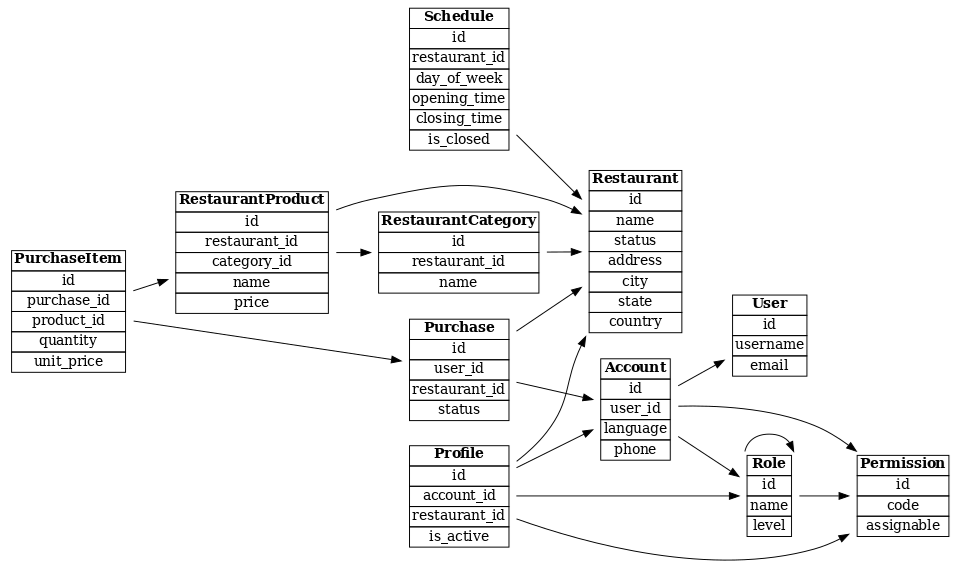 Schedule
id
restaurant_id
day_of_week
opening_time
closing_time
is_closed
Restaurant
id
name
status
address
city
state
country
RestaurantProduct
id
restaurant_id
category_id
name
price
RestaurantCategory
id
restaurant_id
name
PurchaseItem
id
purchase_id
product_id
quantity
unit_price
User
id
username
email
Purchase
id
user_id
restaurant_id
status
Account
id
user_id
language
phone
Profile
id
account_id
restaurant_id
is_active
Role
id
name
level
Permission
id
code
assignable